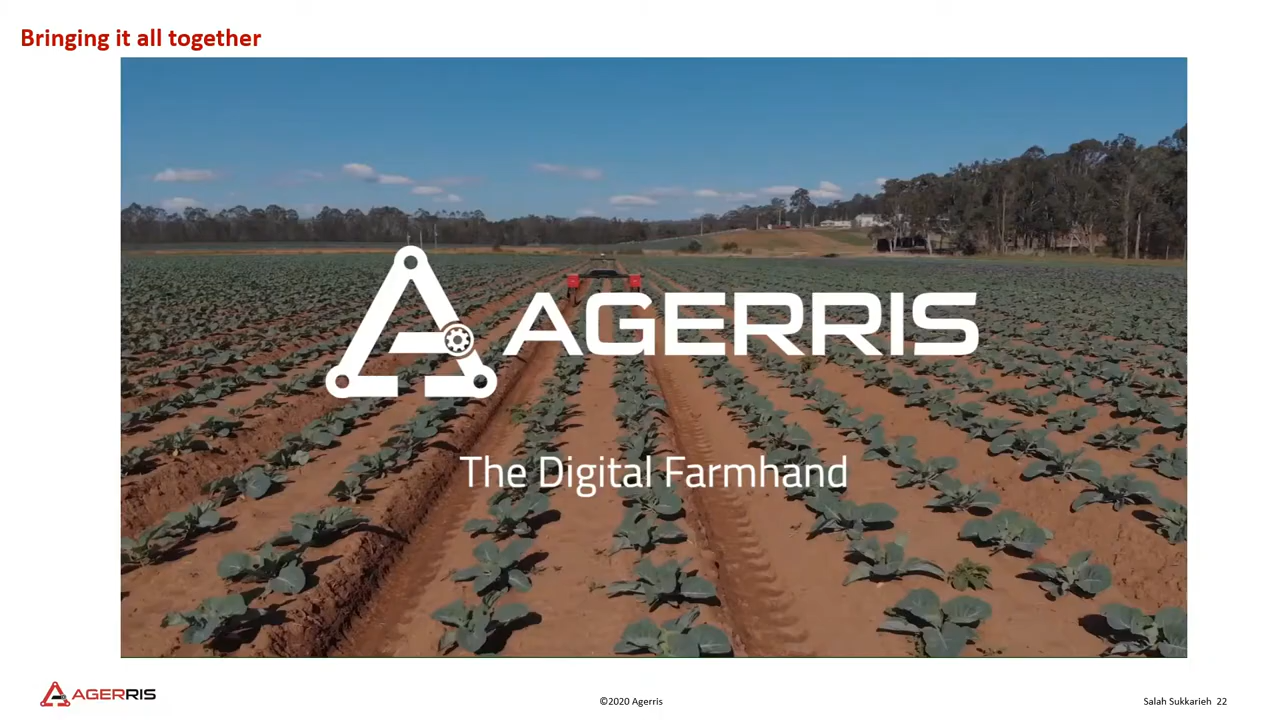 Bringing it all together
AGERRIS
The Digital Farmhand
AGERRIS
©2020 Agerris
Salah Sukkarieh 22